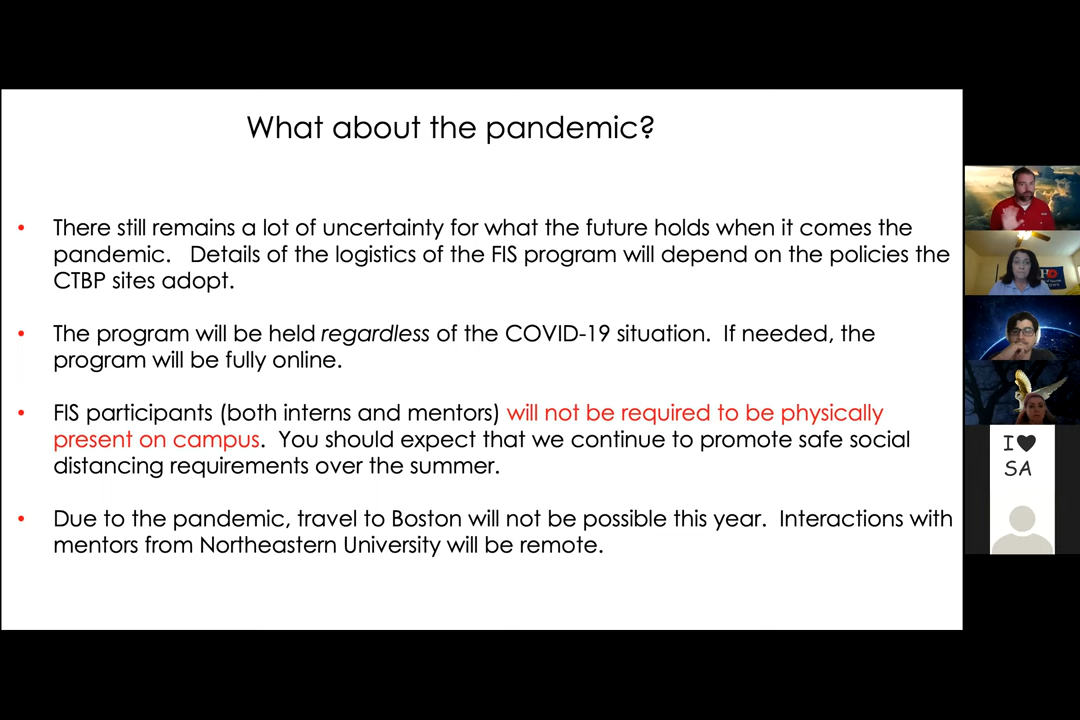 What about the pandemic?
• There still remains a lot of uncertainty for what the future holds when it comes the
pandemic. Details of the logistics of the FIS program will depend on the policies the
CTBP sites adopt.
• The program will be held regardless of the COVID-19 situation. If needed, the
program will be fully online.
• FIS participants (both interns and mentors) will not be required to be physically
present on campus. You should expect that we continue to promote safe social
distancing requirements over the summer.
• Due to the pandemic, travel to Boston will not be possible this year. Interactions with
mentors from Northeastern University will be remote.
I♥
SA